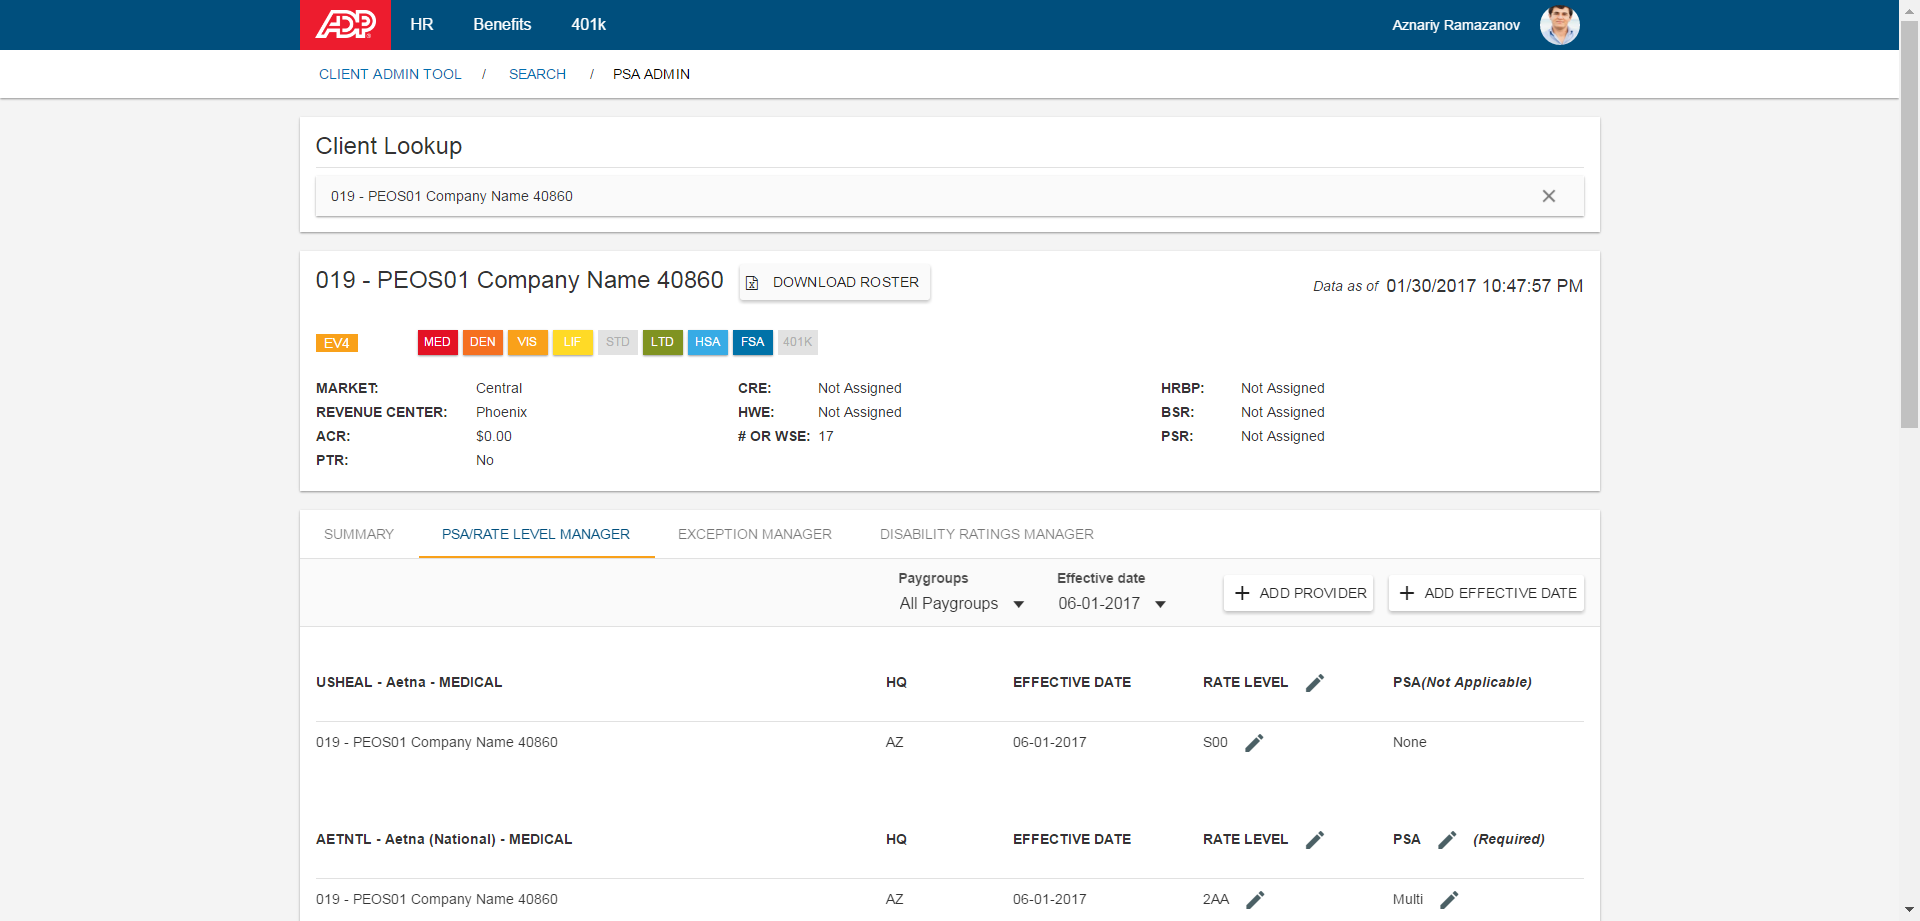 ADP HR Benefits 401k Aznariy Ramazanov
CLIENT ADMIN TOOL / SEARCH / PSA ADMIN
Client Lookup
019 - PEOS01 Company Name 40860
019 - PEOS01 Company Name 40860 DOWNLOAD ROSTER Data as of 01/30/2017 10:47:57 PM
EV4 MED DEN VIS LIF STD LTD HSA FSA 401K
MARKET: Central CRE: Not Assigned HRBP: Not Assigned
REVENUE CENTER: Phoenix HWE: Not Assigned BSR: Not Assigned
ACR: $0.00 # OR WSE: 17 PSR: Not Assigned
PTR: No
SUMMARY PSA/RATE LEVEL MANAGER EXCEPTION MANAGER DISABILITY RATINGS MANAGER
Paygroups Effective date
All Paygroups 06-01-2017 ADD PROVIDER ADD EFFECTIVE DATE
USHEAL - Aetna - MEDICAL HQ EFFECTIVE DATE RATE LEVEL PSA(Not Applicable)
019 - PEOS01 Company Name 40860 AZ 06-01-2017 S00 None
AETNTL - Aetna (National) - MEDICAL HQ EFFECTIVE DATE RATE LEVEL PSA (Required)
019 - PEOS01 Company Name 40860 AZ 06-01-2017 2AA Multi